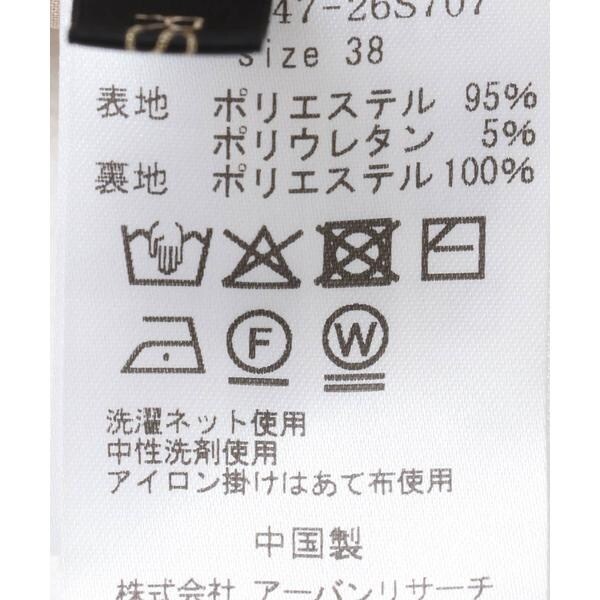 47-26S707
Size 38
表地 ポリエステル 95%
ポリウレタン 5%
裏地 ポリエステル 100%
F W
洗濯ネット使用
中性洗剤使用
アイロン掛けはあて布使用
中国製
株式会社 アーバンリサーチ